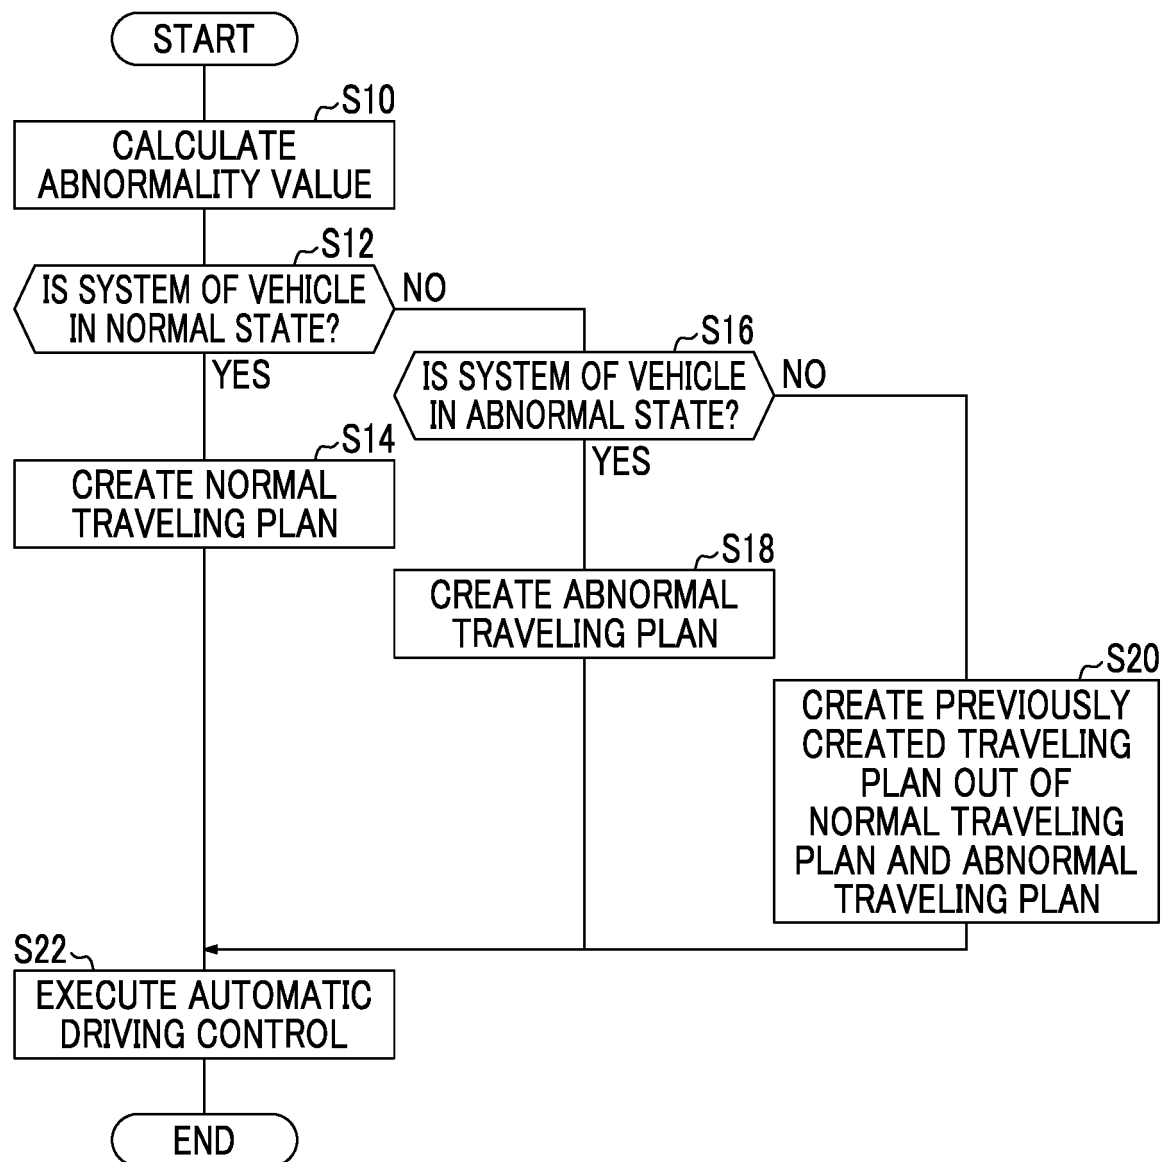 START
S10
CALCULATE
ABNORMALITY VALUE
S12
IS SYSTEM OF VEHICLE
IN NORMAL STATE?
NO
YES
S16
IS SYSTEM OF VEHICLE
IN ABNORMAL STATE?
NO
YES
S14
CREATE NORMAL
TRAVELING PLAN
S18
CREATE ABNORMAL
TRAVELING PLAN
S20
CREATE PREVIOUSLY
CREATED TRAVELING
PLAN OUT OF
NORMAL TRAVELING
PLAN AND ABNORMAL
TRAVELING PLAN
S22
EXECUTE AUTOMATIC
DRIVING CONTROL
END